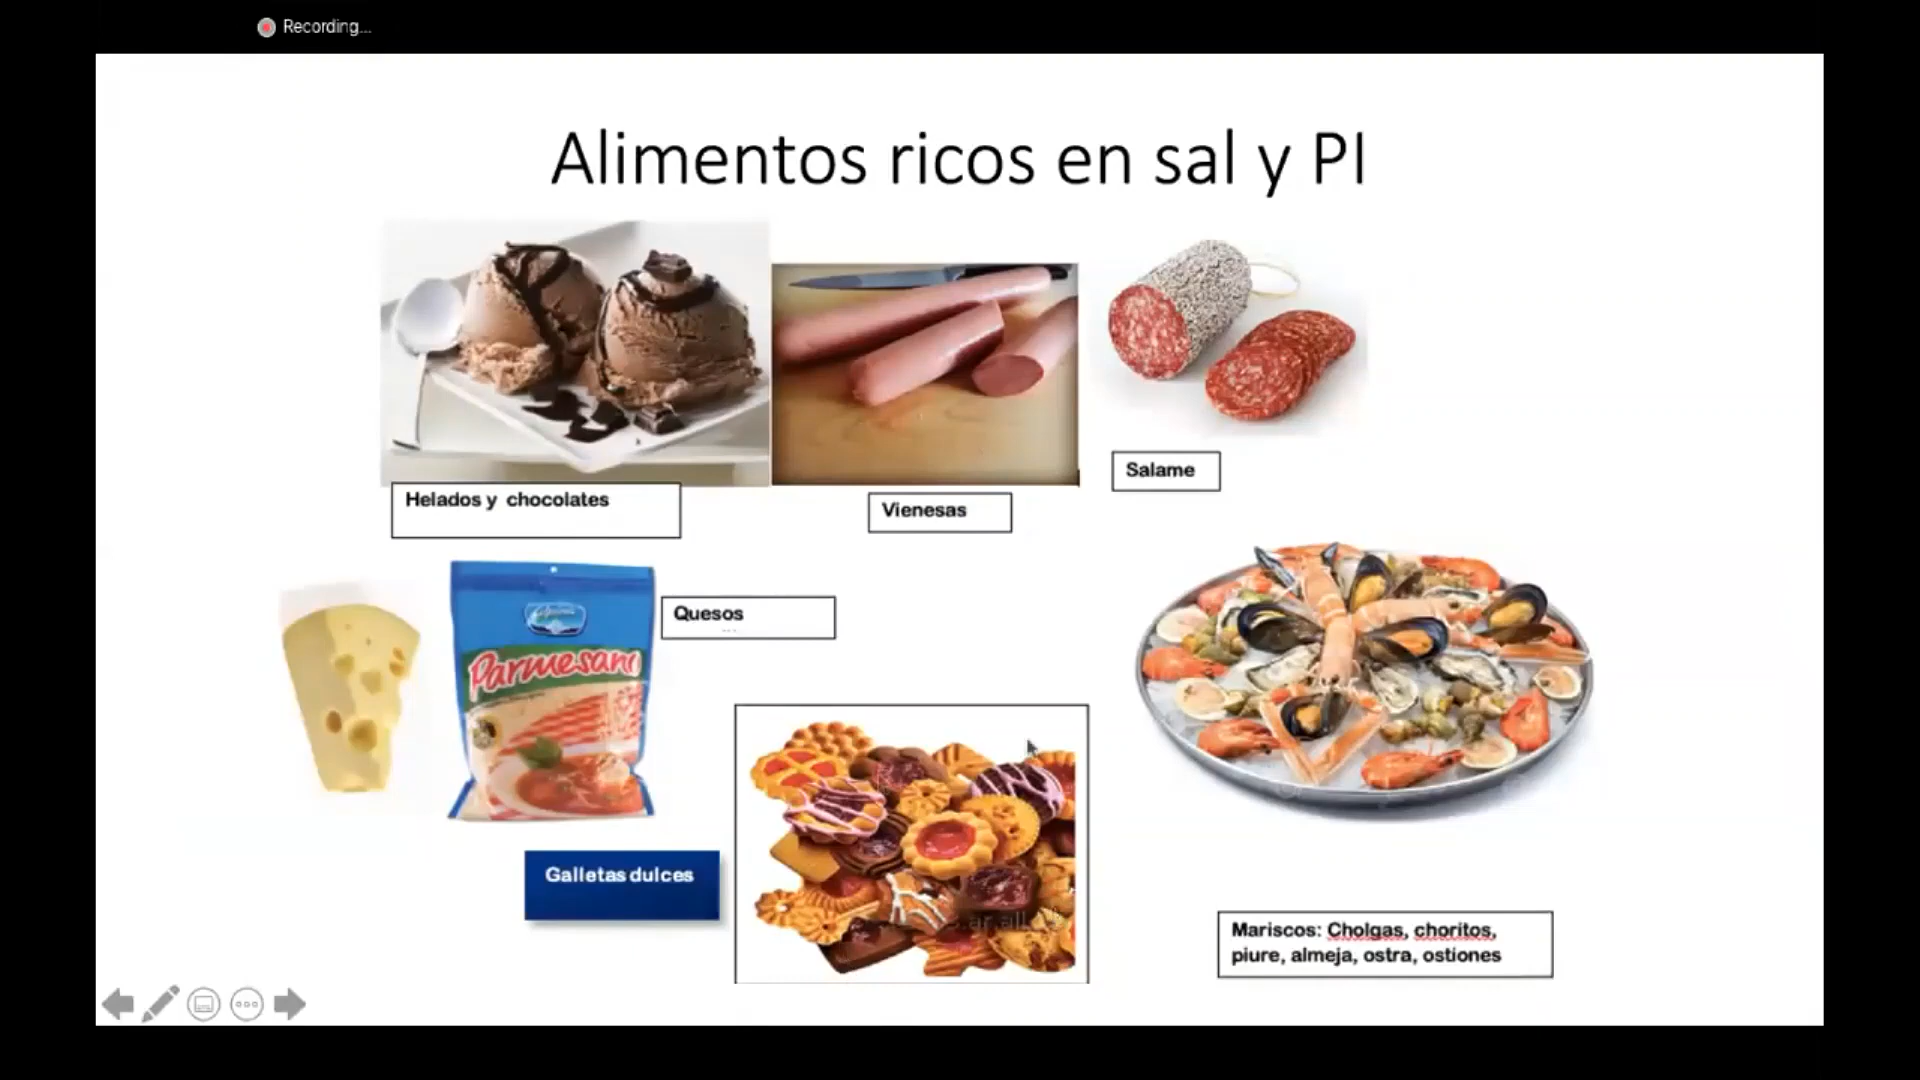 Recording...
Alimentos ricos en sal y PI
Helados y chocolates
Vienesas
Salame
Quesos
Parmesano
Galletas dulces
Mariscos: Cholgas, choritos,
piure, almeja, ostra, ostiones